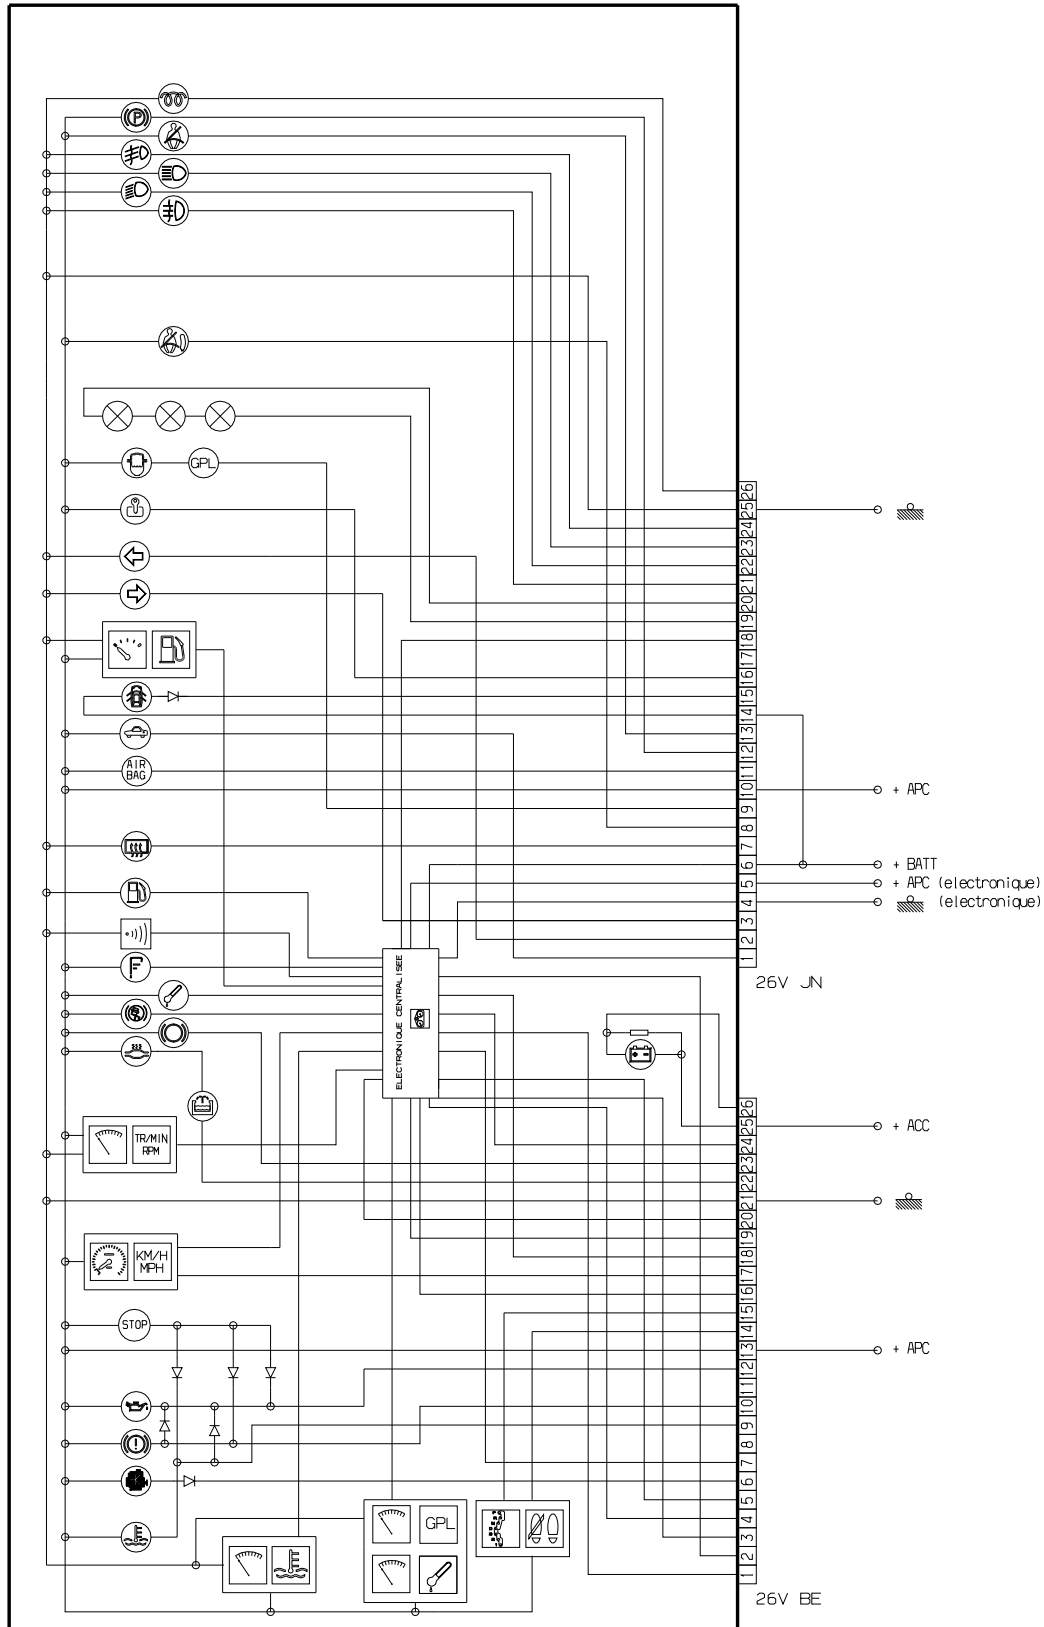 P
GPL
26
25
24
23
22
21
20
19
18
17
16
15
14
13
12
11
10
9
8
7
6
5
4
3
2
1
AIR
BAG
+ APC
+ BATT
+ APC (electronique)
(electronique)
F
ELECTRONIQUE CENTRALISEE
26V JN
TR/MIN
RPM
26
25
24
23
22
21
20
19
18
17
16
15
14
13
12
11
10
9
8
7
6
5
4
3
2
1
+ ACC
KM/H
MPH
STOP
+ APC
GPL
26V BE